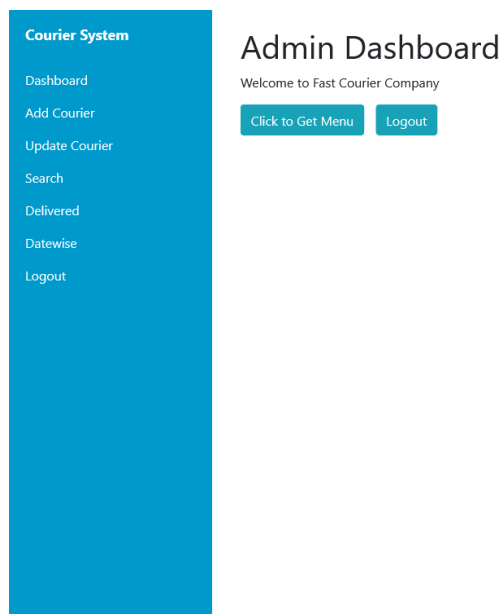 Courier System
Dashboard
Add Courier
Update Courier
Search
Delivered
Datewise
Logout
Admin Dashboard
Welcome to Fast Courier Company
Click to Get Menu
Logout